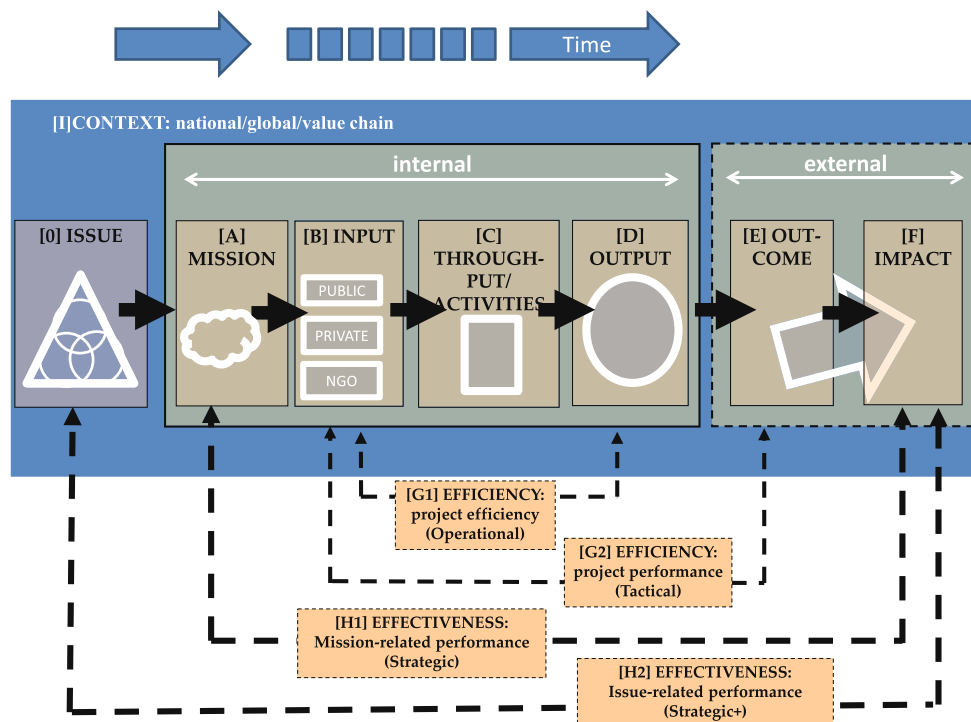 Time
[I]CONTEXT: national/global/value chain
internal
external
[0] ISSUE
[A]
MISSION
[B] INPUT
PUBLIC
PRIVATE
NGO
[C]
THROUGH-
PUT/
ACTIVITIES
[D]
OUTPUT
[E] OUT-
COME
[F]
IMPACT
[G1] EFFICIENCY:
project efficiency
(Operational)
[G2] EFFICIENCY:
project performance
(Tactical)
[H1] EFFECTIVENESS:
Mission-related performance
(Strategic)
[H2] EFFECTIVENESS:
Issue-related performance
(Strategic+)